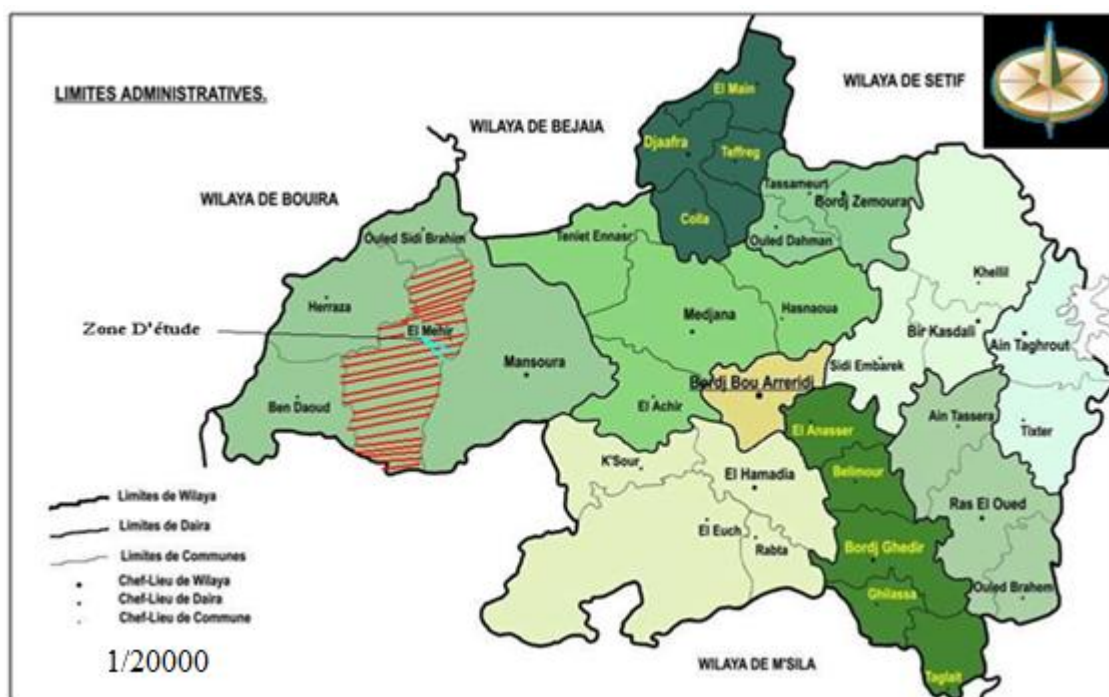 LIMITES ADMINISTRATIVES.
WILAYA DE SETIF
WILAYA DE BEJAIA
WILAYA DE BOUIRA
El Main
Djaafra
Teffreg
Colla
Tassameurt
Bordj Zemoura
Ouled Dahman
Ouled Sidi Brahim
Teniet Ennasr
Khellil
Herraza
Hasnaoua
Medjana
Zone D'étude
El Mehir
Bir Kasdali
Ain Taghrout
Mansoura
Sidi Embarek
Bordj Bou Arreridj
Ben Daoud
El Achir
El Anasser
Ain Tassera
Tixter
K'Sour
El Hamadia
Belimour
Ras El Oued
El Euch
Rabta
Bordj Ghedir
Ghilassa
Ouled Brahem
Taglait
Limites de Wilaya
Limites de Daira
Limites de Communes
Chef-Lieu de Wilaya
Chef-Lieu de Daira
Chef-Lieu de Commune
1/20000
WILAYA DE M'SILA